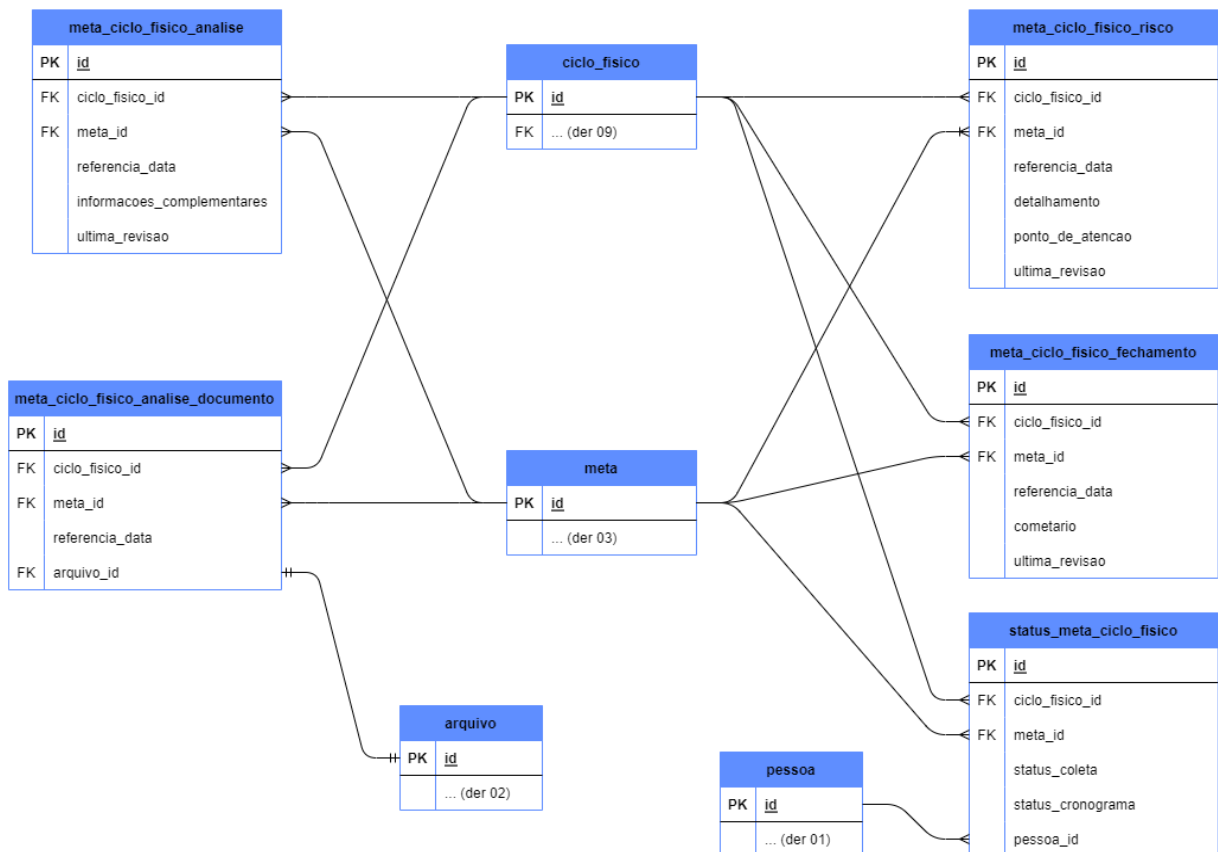 meta_ciclo_fisico_analise
PK id
FK ciclo_fisico_id
FK meta_id
referencia_data
informacoes_complementares
ultima_revisao
ciclo_fisico
PK id
FK ... (der 09)
meta_ciclo_fisico_risco
PK id
FK ciclo_fisico_id
FK meta_id
referencia_data
detalhamento
ponto_de_atencao
ultima_revisao
meta_ciclo_fisico_fechamento
PK id
FK ciclo_fisico_id
FK meta_id
referencia_data
cometario
ultima_revisao
meta_ciclo_fisico_analise_documento
PK id
FK ciclo_fisico_id
FK meta_id
referencia_data
FK arquivo_id
meta
PK id
... (der 03)
status_meta_ciclo_fisico
PK id
FK ciclo_fisico_id
FK meta_id
status_coleta
status_cronograma
pessoa_id
arquivo
PK id
... (der 02)
pessoa
PK id
... (der 01)